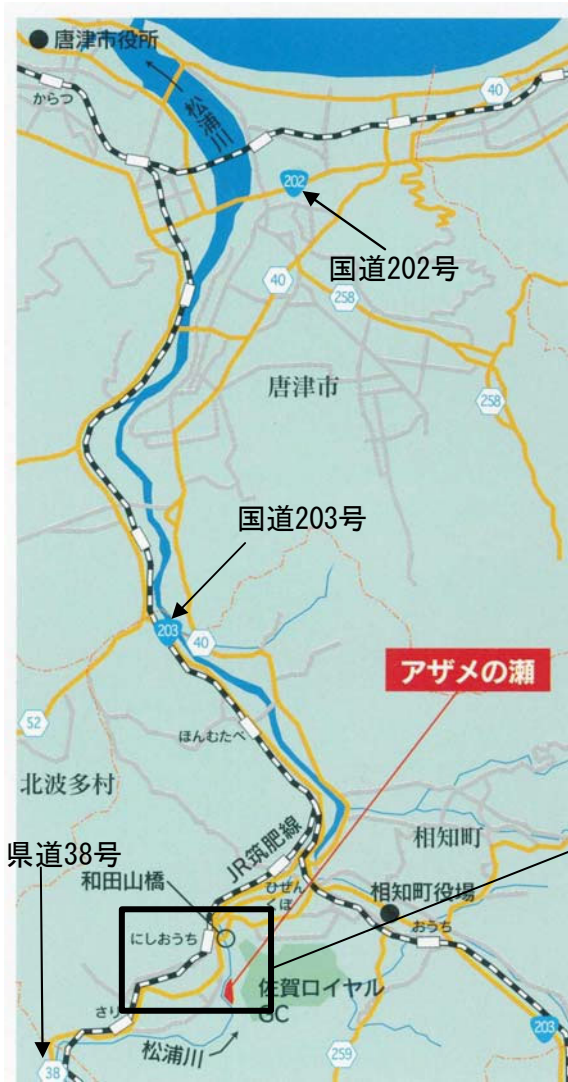 唐津市役所
からつ
松浦川
40
202
国道202号
40
258
唐津市
258
国道203号
203
40
アザメの瀬
52
ほんむたべ
北波多村
JR筑肥線
相知町
県道38号
和田山橋
ひぜん
くぼ
相知町役場
にしおうち
おうち
佐賀ロイヤル
GC
さり
203
松浦川
259
38